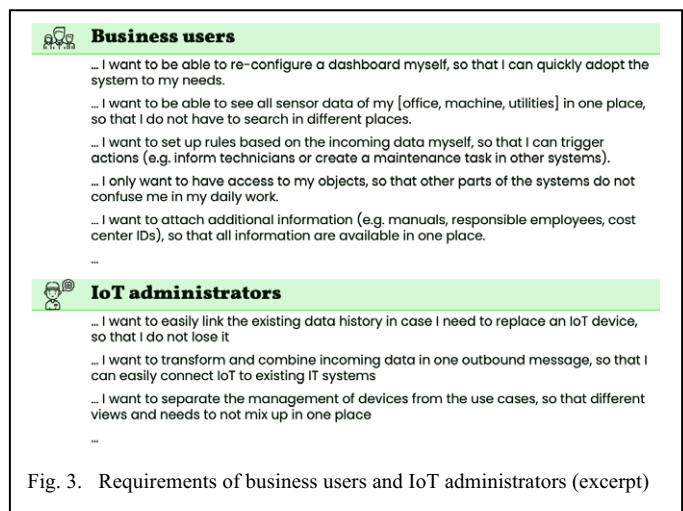 Business users
... I want to be able to re-configure a dashboard myself, so that I can quickly adopt the
system to my needs.
... I want to be able to see all sensor data of my [office, machine, utilities] in one place,
so that I do not have to search in different places.
... I want to set up rules based on the incoming data myself, so that I can trigger
actions (e.g. inform technicians or create a maintenance task in other systems).
... I only want to have access to my objects, so that other parts of the systems do not
confuse me in my daily work.
... I want to attach additional information (e.g. manuals, responsible employees, cost
center IDs), so that all information are available in one place.
...
IoT administrators
... I want to easily link the existing data history in case I need to replace an IoT device,
so that I do not lose it
... I want to transform and combine incoming data in one outbound message, so that I
can easily connect IoT to existing IT systems
... I want to separate the management of devices from the use cases, so that different
views and needs to not mix up in one place
...
Fig. 3. Requirements of business users and IoT administrators (excerpt)